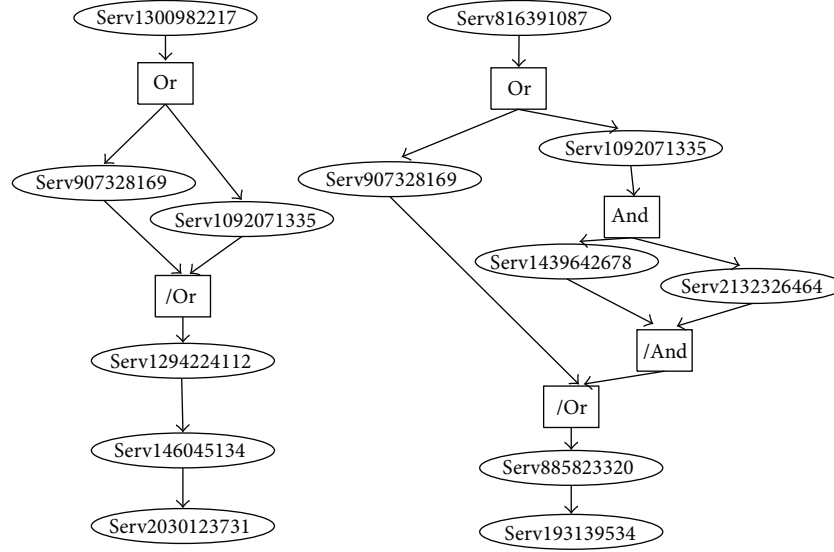 Serv1300982217
Or
Serv907328169
Serv1092071335
/Or
Serv1294224112
Serv146045134
Serv2030123731
Serv816391087
Or
Serv1092071335
Serv907328169
And
Serv1439642678
Serv2132326464
/And
/Or
Serv885823320
Serv193139534